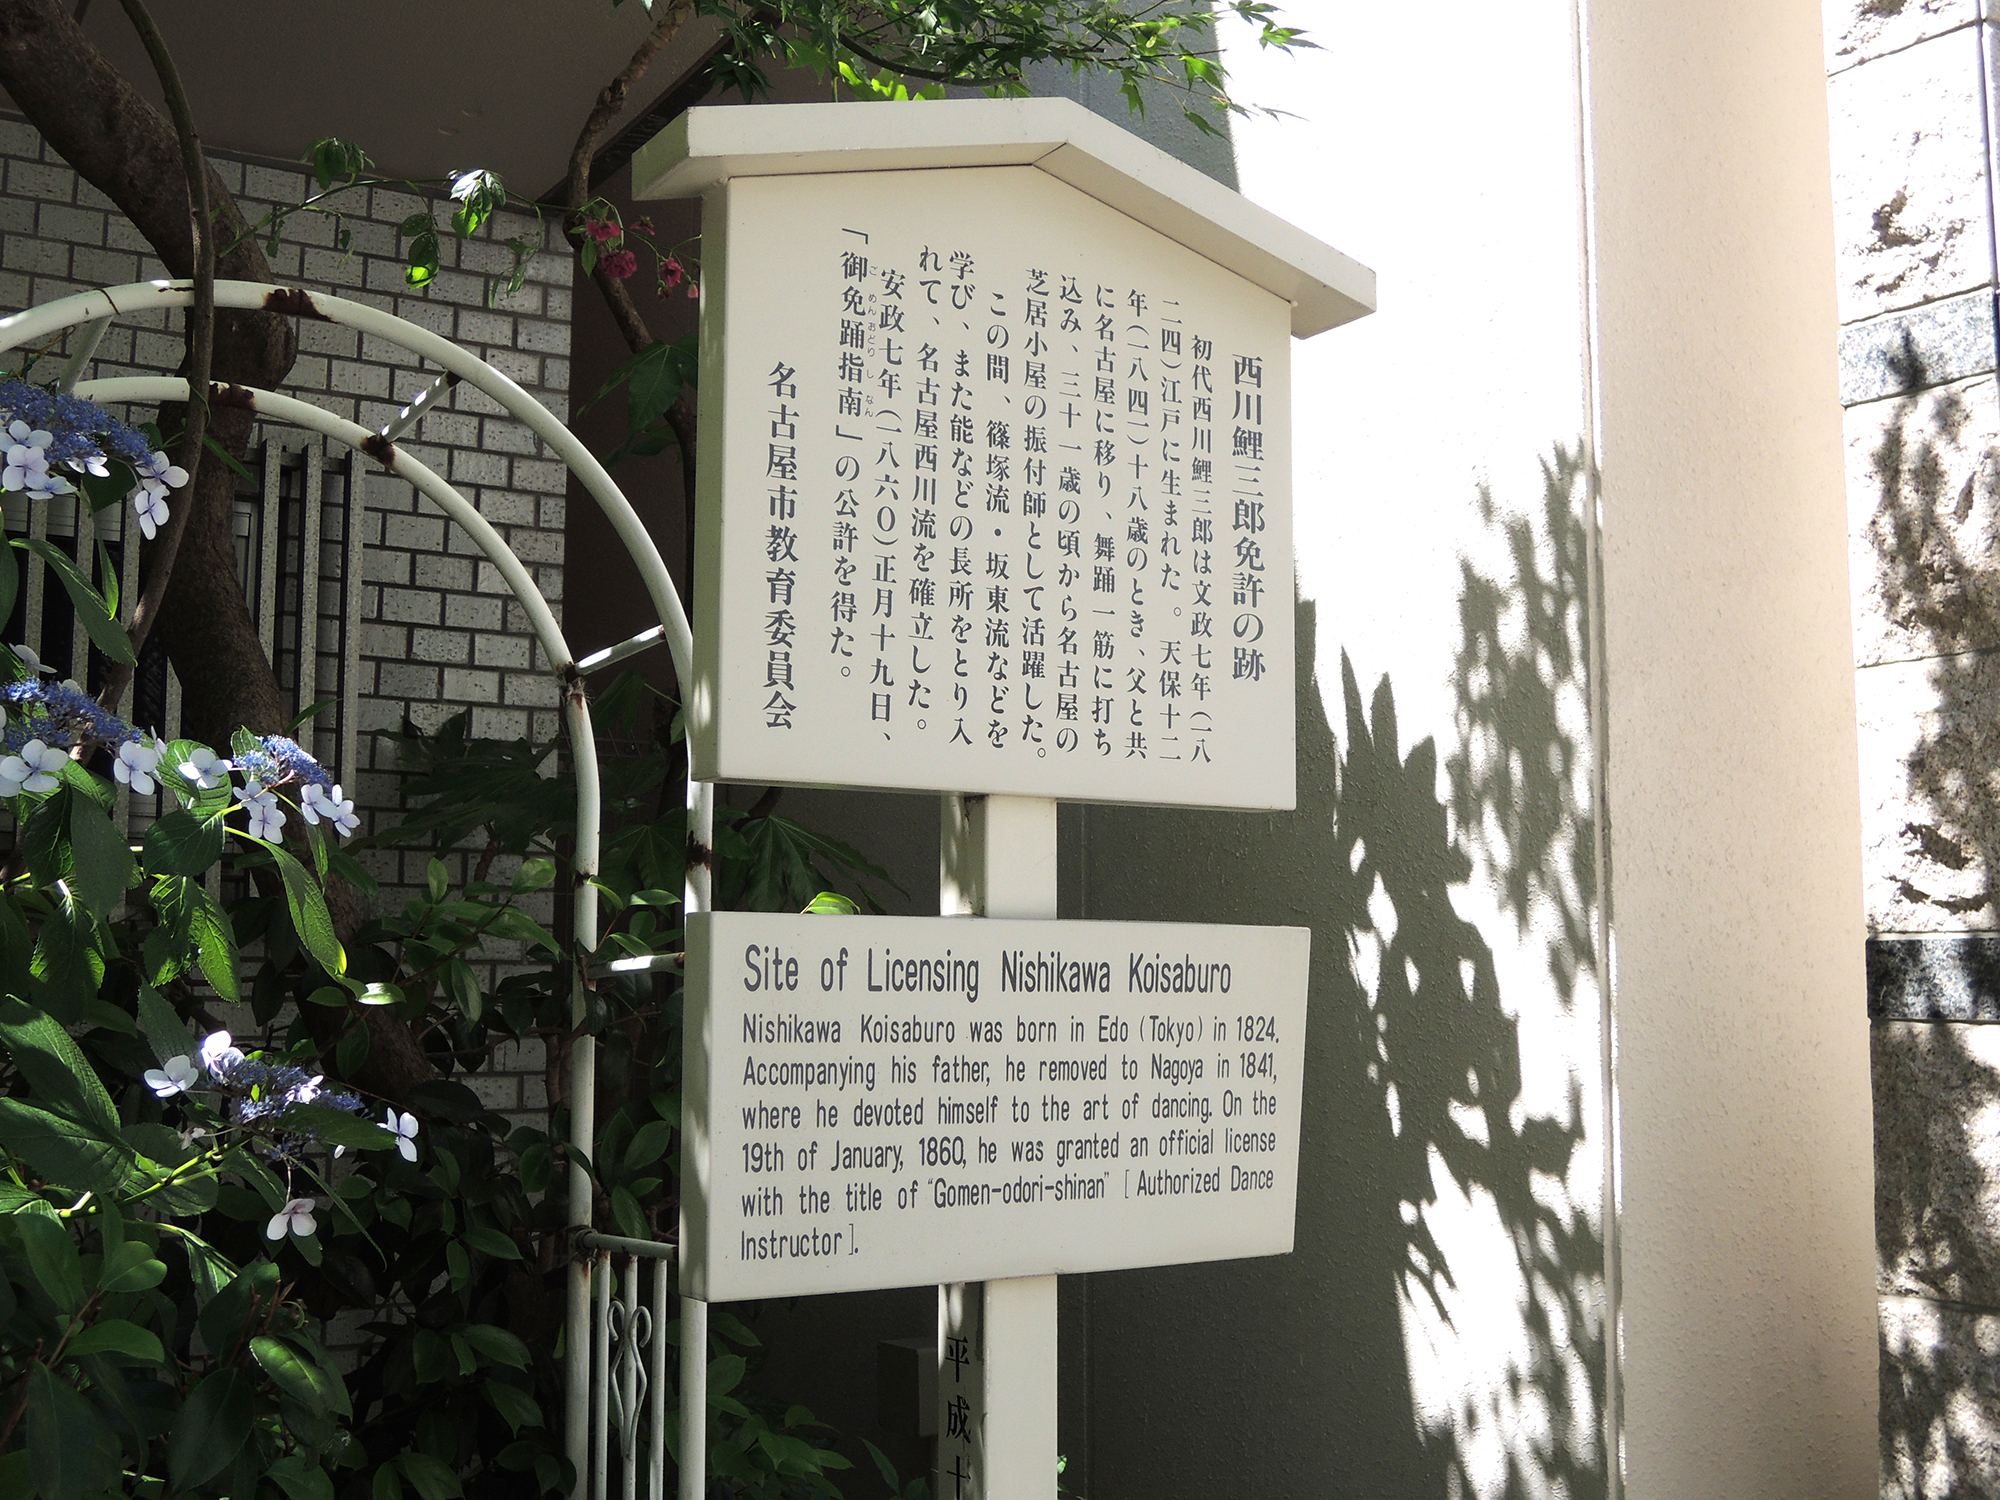 西川鯉三郎免許の跡
初代西川鯉三郎は文政七年（一八
二四）江戸に生まれた。天保十二
年（一八四一）十八歳のとき、父と共
に名古屋に移り、舞踊一筋に打ち
込み、三十一歳の頃から名古屋の
芝居小屋の振付師として活躍した。
この間、篠塚流・坂東流などを
学び、また能などの長所をとり入
れて、名古屋西川流を確立した。
安政七年（一八六〇）正月十九日、
「御免踊指南」の公許を得た。
ごめんおどりしなん
名古屋市教育委員会
Site of Licensing Nishikawa Koisaburo
Nishikawa Koisaburo was born in Edo (Tokyo) in 1824.
Accompanying his father, he removed to Nagoya in 1841,
where he devoted himself to the art of dancing. On the
19th of January, 1860, he was granted an official license
with the title of "Gomen-odori-shinan" [Authorized Dance
Instructor].
平成十